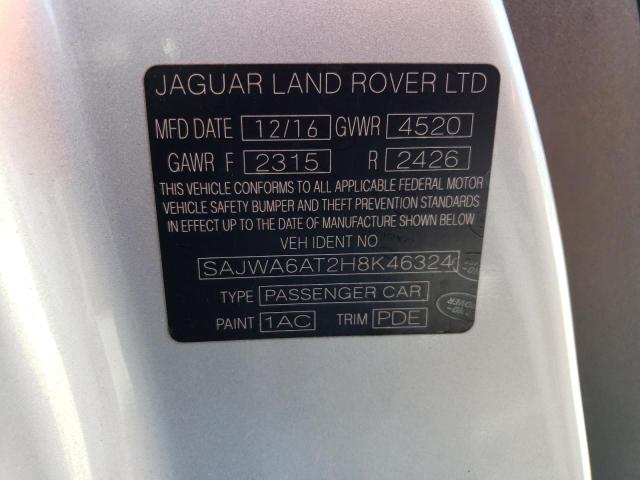 JAGUAR LAND ROVER LTD
MFD DATE 12/16 GVWR 4520
GAWR F 2315 R 2426
THIS VEHICLE CONFORMS TO ALL APPLICABLE FEDERAL MOTOR
VEHICLE SAFETY BUMPER AND THEFT PREVENTION STANDARDS
IN EFFECT UP TO THE DATE OF MANUFACTURE SHOWN BELOW
VEH IDENT NO
SAJWA6AT2H8K46324
TYPE PASSENGER CAR
PAINT 1AC TRIM PDE